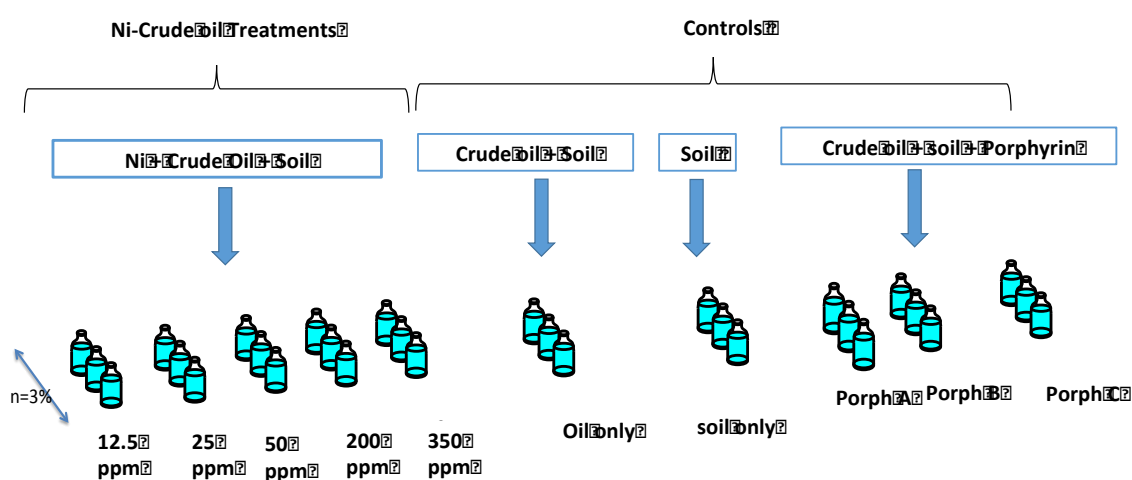 Ni-Crude⍰oil⍰Treatments⍰
Controls⍰⍰
Ni⍰+⍰Crude⍰Oil⍰+⍰Soil⍰
Crude⍰oil⍰+⍰Soil⍰
Soil⍰⍰
Crude⍰oil⍰+⍰soil⍰+⍰Porphyrin⍰
n=3%
12.5⍰
ppm⍰
25⍰
ppm⍰
50⍰
ppm⍰
200⍰
ppm⍰
350⍰
ppm⍰
Oil⍰only⍰
soil⍰only⍰
Porph⍰A⍰
Porph⍰B⍰
Porph⍰C⍰